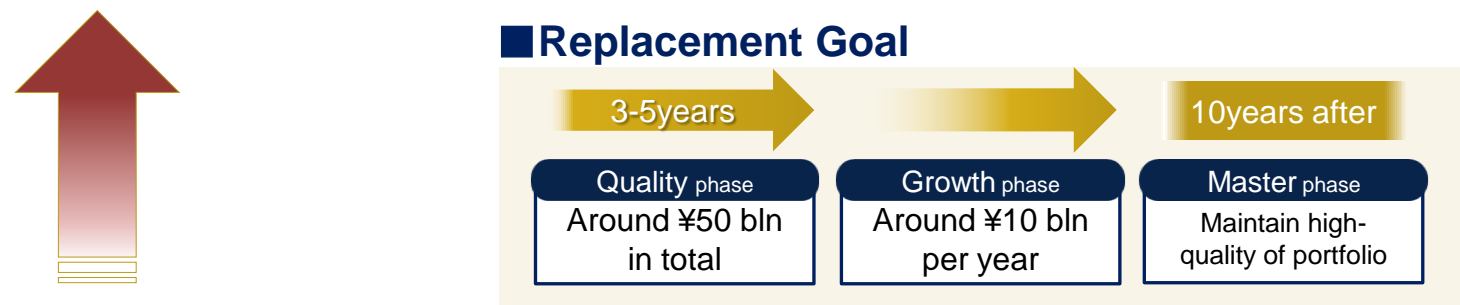 ■Replacement Goal
3-5years
10years after
Quality phase
Growth phase
Master phase
Around ¥50 bln
in total
Around ¥10 bln
per year
Maintain high-
quality of portfolio